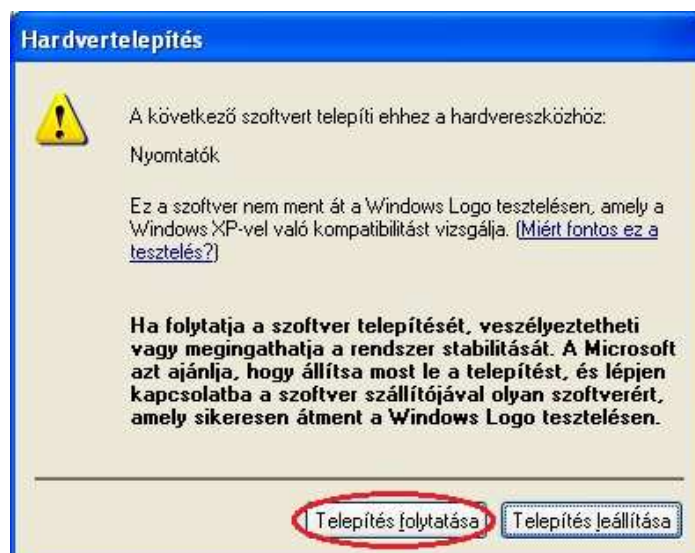 Hardvertelepítés
A következő szoftvert telepíti ehhez a hardvereszközhöz:
Nyomtatók
Ez a szoftver nem ment át a Windows Logo tesztelésen, amely a
Windows XP-vel való kompatibilitást vizsgálja. (Miért fontos ez a
tesztelés?)
Ha folytatja a szoftver telepítését, veszélyeztetheti
vagy megingathatja a rendszer stabilitását. A Microsoft
azt ajánlja, hogy állítsa most le a telepítést, és lépjen
kapcsolatba a szoftver szállítójával olyan szoftverért,
amely sikeresen átment a Windows Logo tesztelésen.
Telepítés folytatása Telepítés leállítása